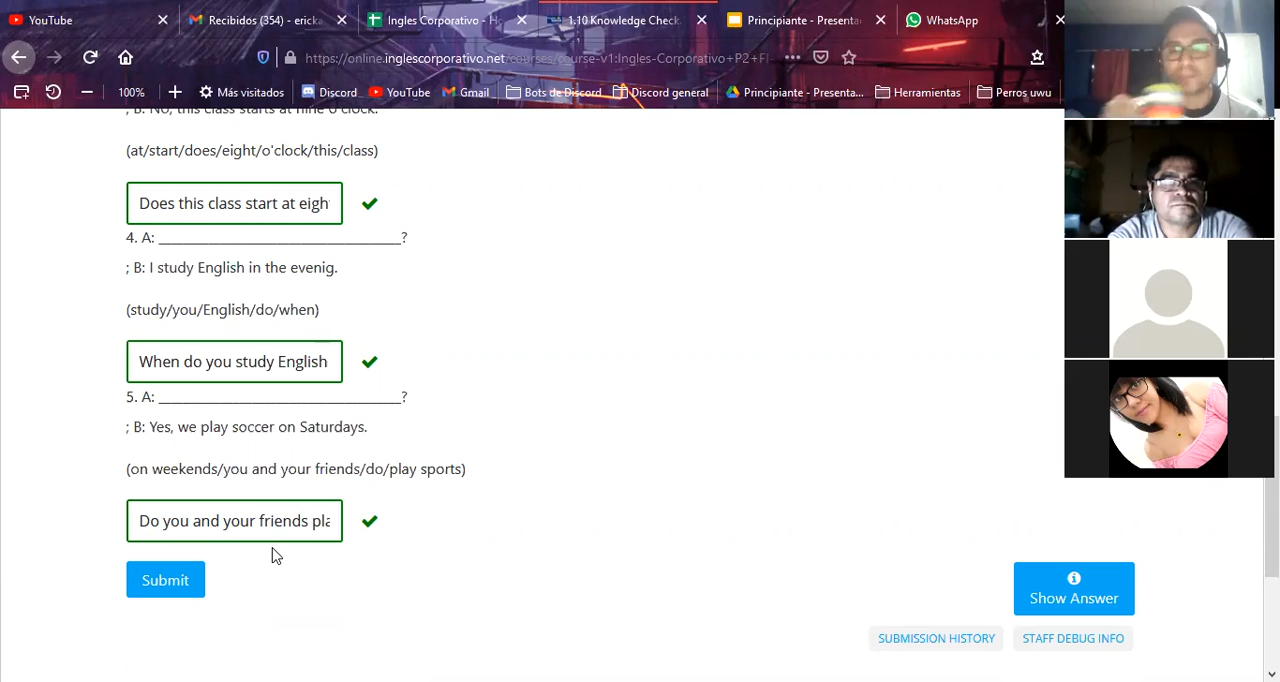 YouTube
Recibidos (354) - ericka
Ingles Corporativo - Ho
1.10 Knowledge Check
Principiante - Presenta
WhatsApp
https://online.inglescorporativo.net/courses/course-v1:Ingles-Corporativo+P2+Fl
100%
Más visitados
Discord
YouTube
Gmail
Bots de Discord
Discord general
Principiante - Presenta...
Herramientas
Perros uwu
; B: No, this class starts at nine o'clock.
(at/start/does/eight/o'clock/this/class)
Does this class start at eigh
4. A: ______________________________?
; B: I study English in the evenig.
(study/you/English/do/when)
When do you study English
5. A: ______________________________?
; B: Yes, we play soccer on Saturdays.
(on weekends/you and your friends/do/play sports)
Do you and your friends pla
Submit
Show Answer
SUBMISSION HISTORY
STAFF DEBUG INFO